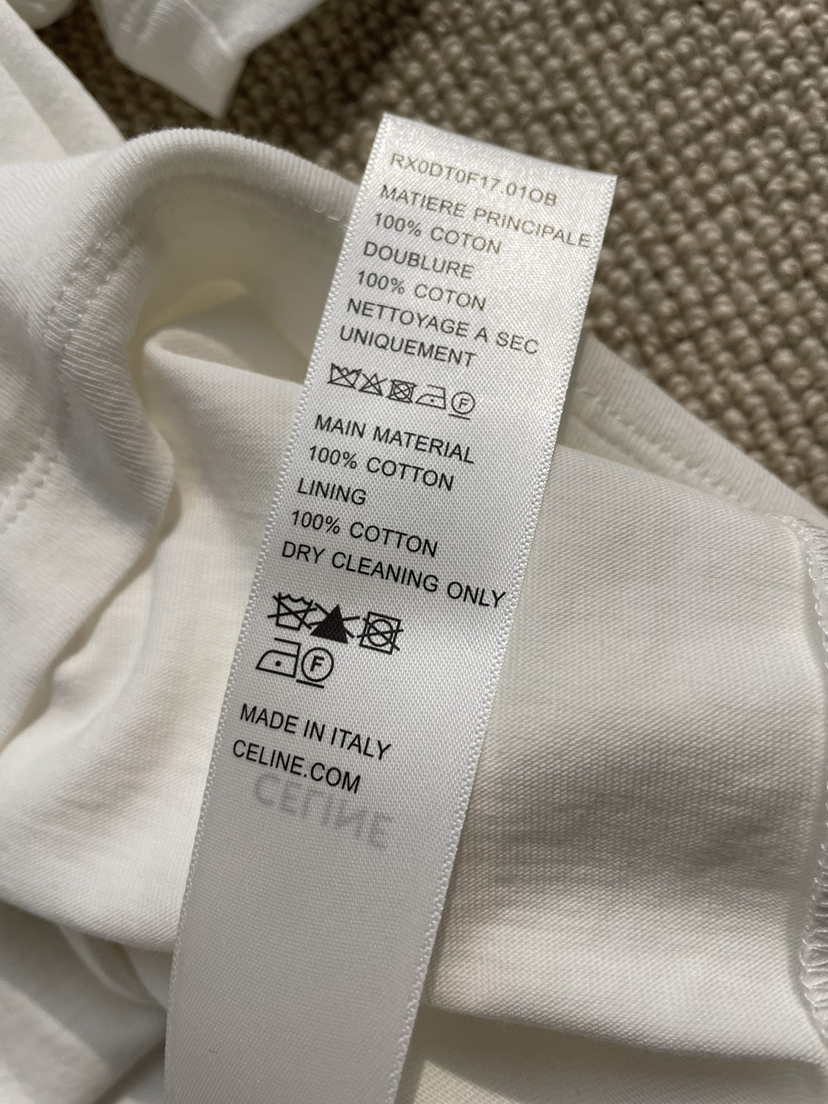 RX0DT0F17.01OB
MATIERE PRINCIPALE
100% COTON
DOUBLURE
100% COTON
NETTOYAGE A SEC
UNIQUEMENT
F
MAIN MATERIAL
100% COTTON
LINING
100% COTTON
DRY CLEANING ONLY
F
MADE IN ITALY
CELINE.COM
CELINE